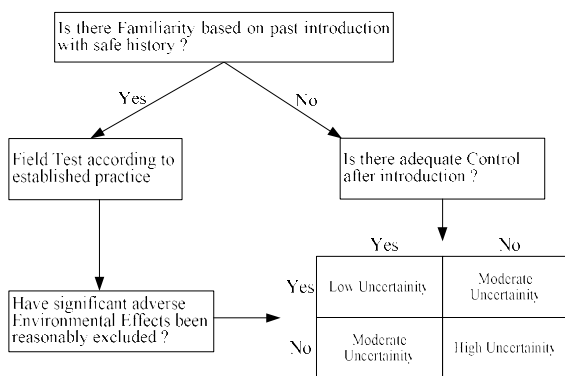 Is there Familiarity based on past introduction
with safe history ?
Yes
No
Field Test according to
established practice
Is there adequate Control
after introduction ?
Yes
No
Yes
Low Uncertainity
Moderate
Uncertainity
Have significant adverse
Environmental Effects been
reasonably excluded ?
No
Moderate
Uncertainity
High Uncertainity